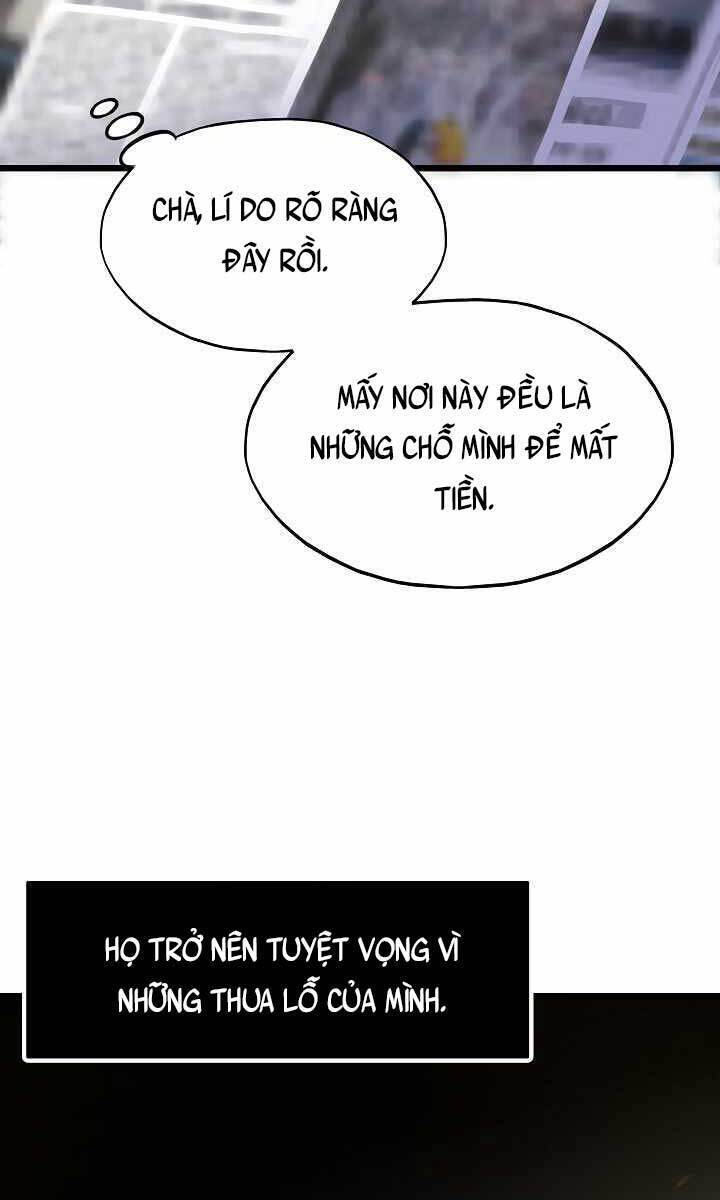 CHÀ, LÍ DO RÕ RÀNG
ĐÂY RỒI.
MẤY NƠI NÀY ĐỀU LÀ
NHỮNG CHỖ MÌNH ĐỂ MẤT
TIỀN.
HỌ TRỞ NÊN TUYỆT VỌNG VÌ
NHỮNG THUA LỖ CỦA MÌNH.